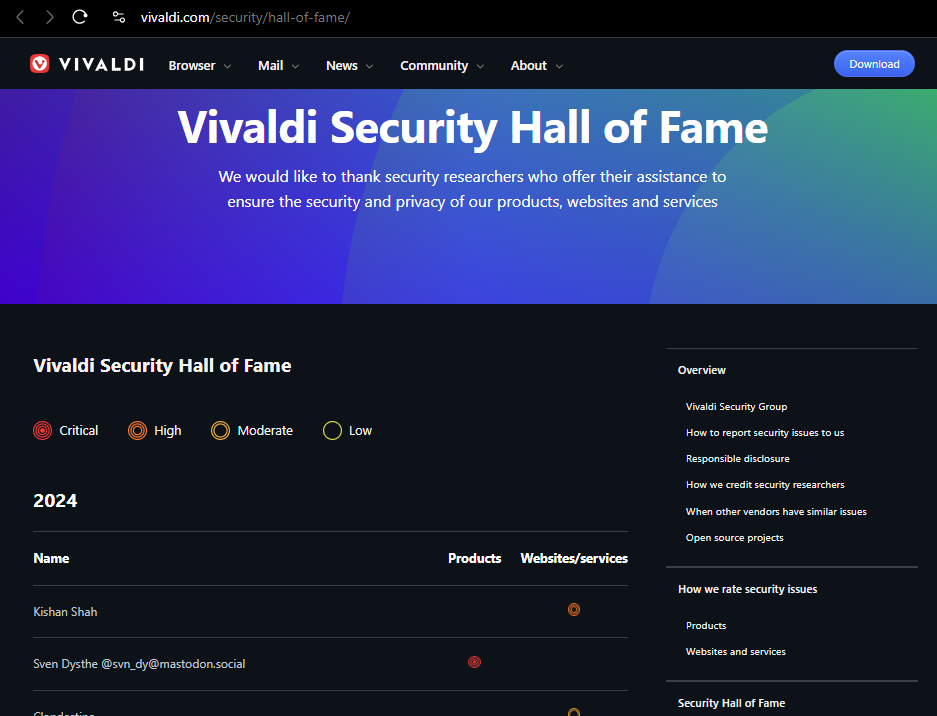 vivaldi.com/security/hall-of-fame/
VIVALDI Browser Mail News Community About Download
Vivaldi Security Hall of Fame
We would like to thank security researchers who offer their assistance to
ensure the security and privacy of our products, websites and services
Vivaldi Security Hall of Fame
Critical High Moderate Low
2024
Name Products Websites/services
Kishan Shah
Sven Dysthe @svn_dy@mastodon.social
Overview
Vivaldi Security Group
How to report security issues to us
Responsible disclosure
How we credit security researchers
When other vendors have similar issues
Open source projects
How we rate security issues
Products
Websites and services
Security Hall of Fame